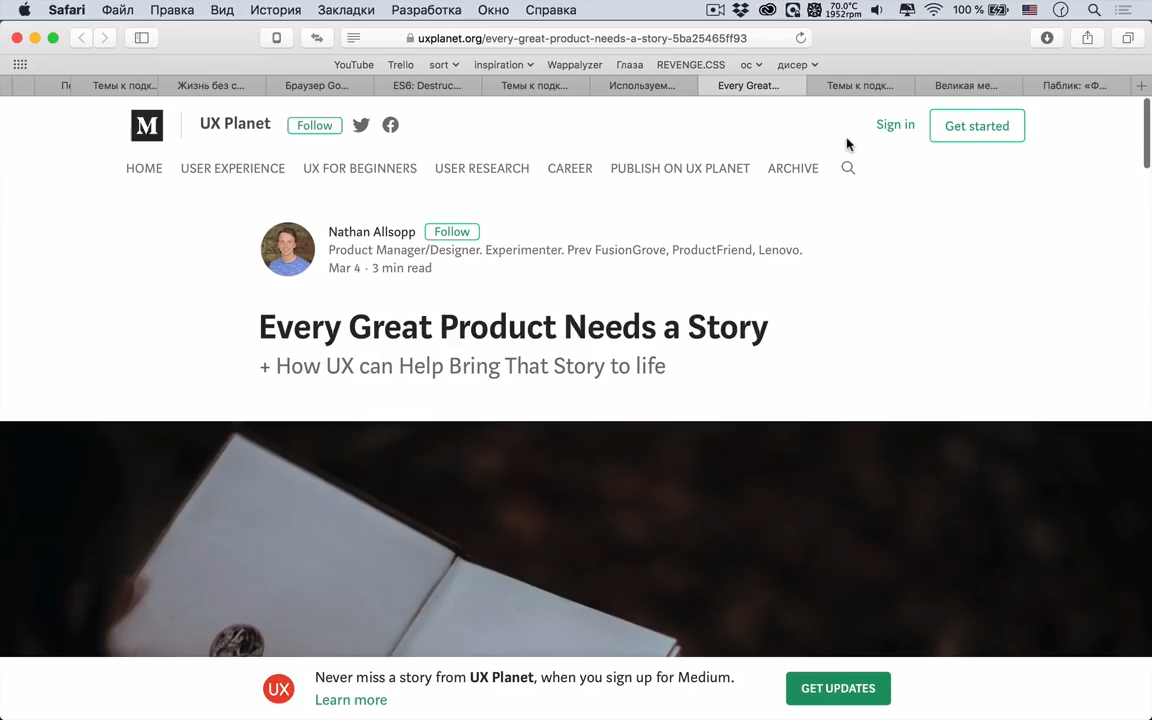 Safari Файл Правка Вид История Закладки Разработка Окно Справка 70.0°C 1952rpm 100 %
uxplanet.org/every-great-product-needs-a-story-5ba25465ff93
YouTube Trello sort inspiration Wappalyzer Глаза REVENGE.CSS ос дисер
Темы к подк... Жизнь без с... Браузер Go... ES6: Destruc... Темы к подк... Используем... Every Great... Темы к подк... Великая ме... Паблик: «Ф...
M UX Planet Follow Sign in Get started
HOME USER EXPERIENCE UX FOR BEGINNERS USER RESEARCH CAREER PUBLISH ON UX PLANET ARCHIVE
Nathan Allsopp Follow
Product Manager/Designer. Experimenter. Prev FusionGrove, ProductFriend, Lenovo.
Mar 4 · 3 min read
Every Great Product Needs a Story
+ How UX can Help Bring That Story to life
UX Never miss a story from UX Planet, when you sign up for Medium.
Learn more
GET UPDATES